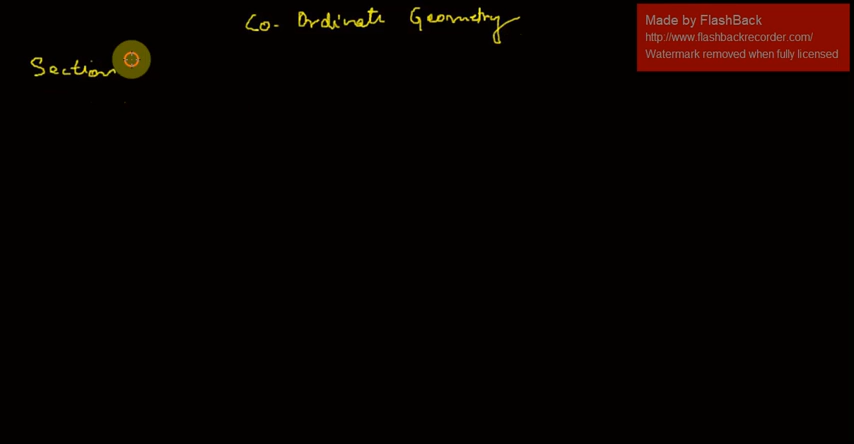 Co-Ordinate Geometry
Section
Made by FlashBack
http://www.flashbackrecorder.com/
Watermark removed when fully licensed